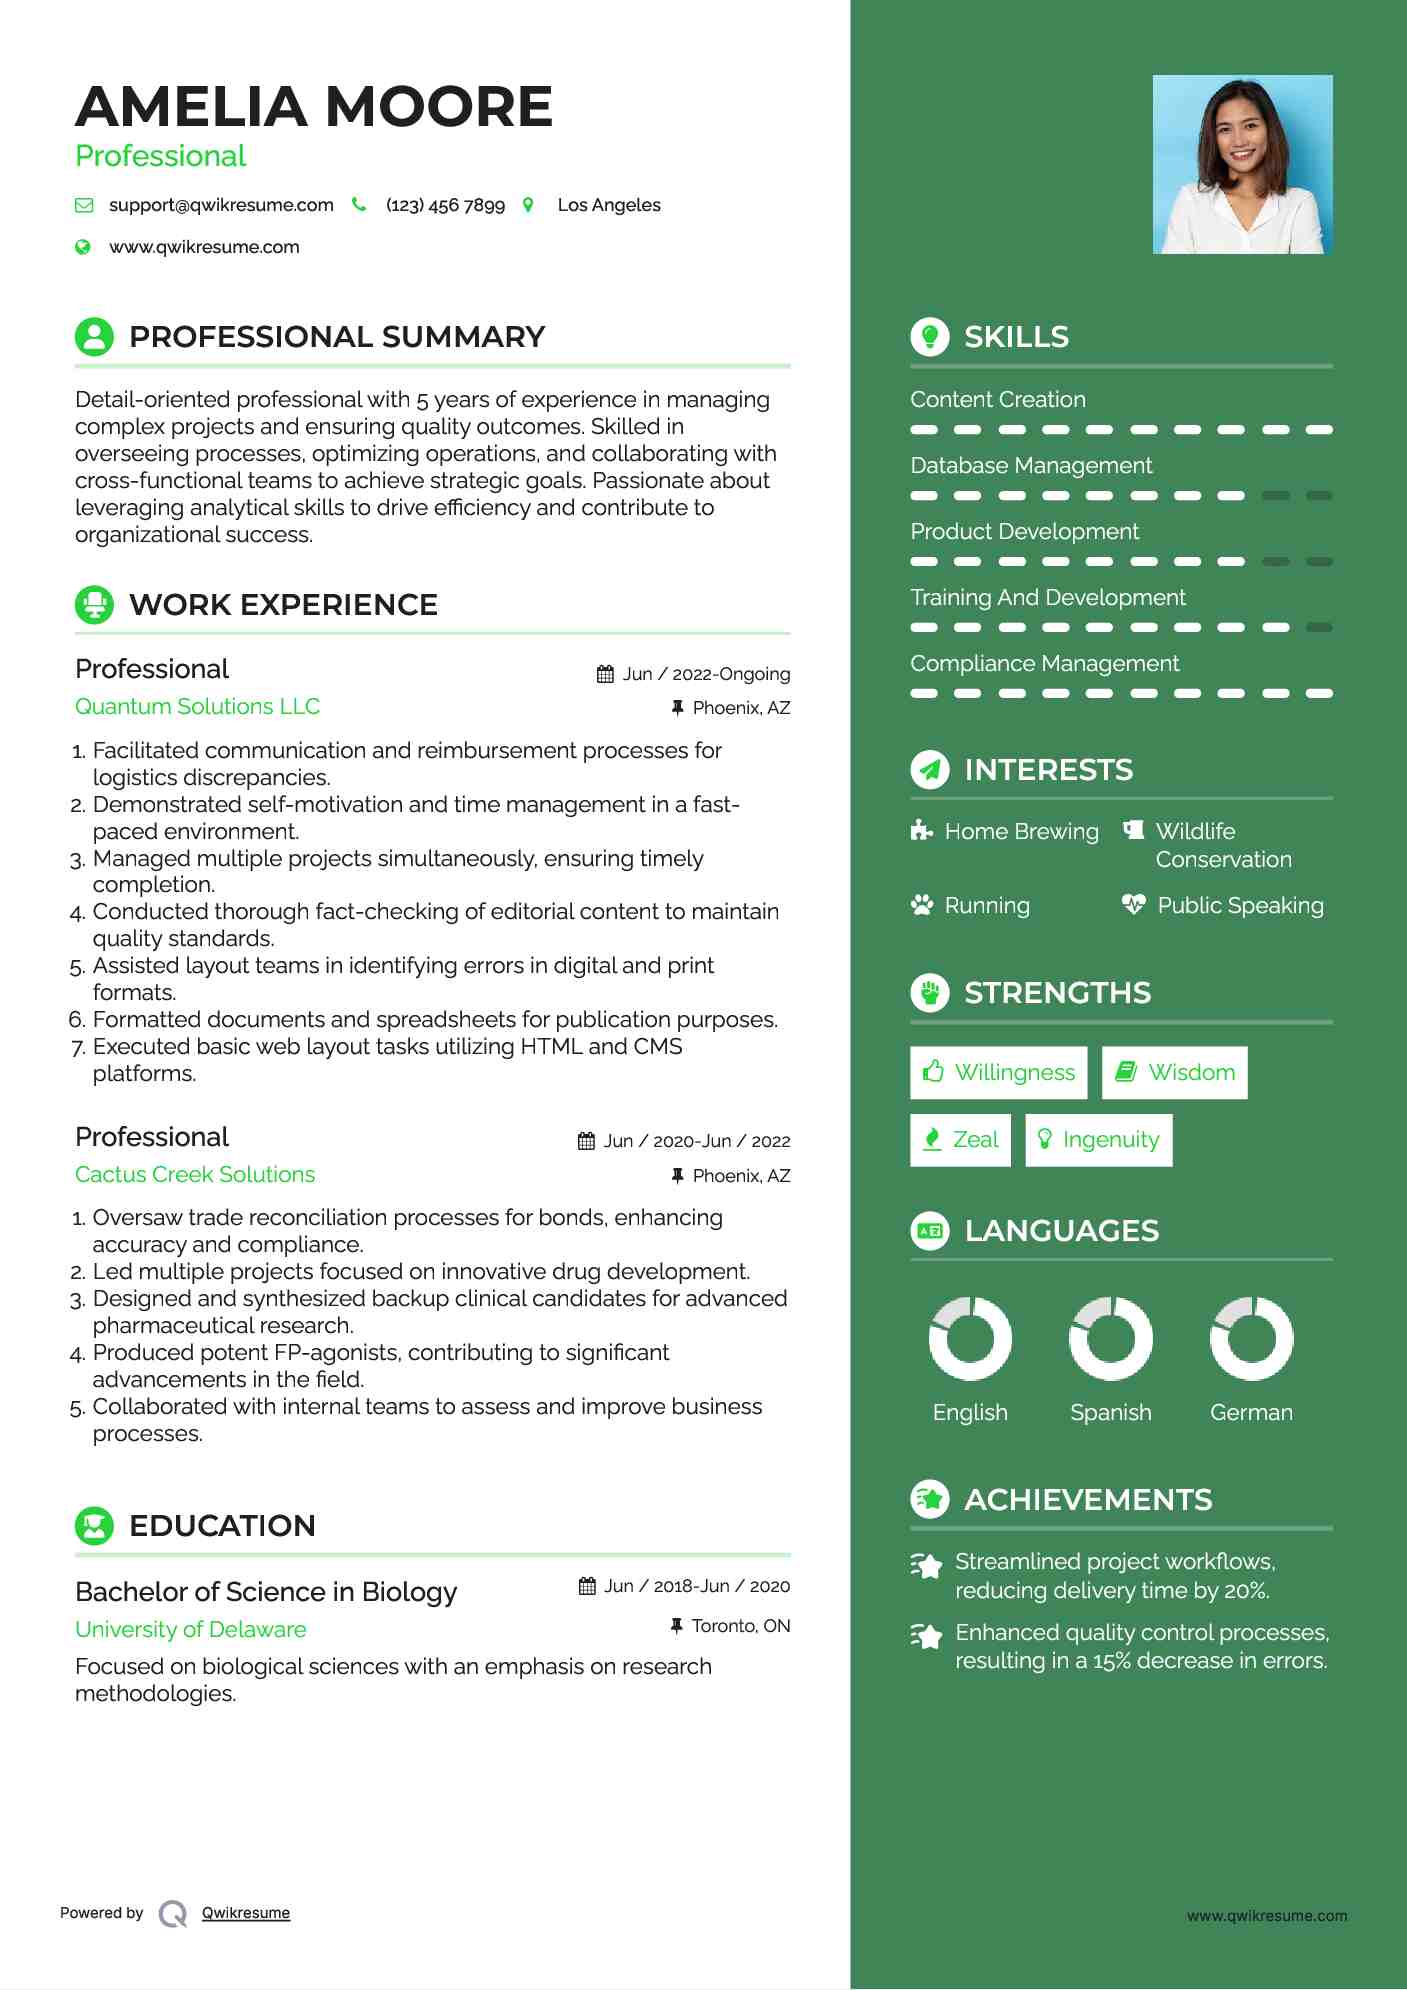 AMELIA MOORE
Professional
support@qwikresume.com (123) 456 7899 Los Angeles
www.qwikresume.com
PROFESSIONAL SUMMARY
Detail-oriented professional with 5 years of experience in managing
complex projects and ensuring quality outcomes. Skilled in
overseeing processes, optimizing operations, and collaborating with
cross-functional teams to achieve strategic goals. Passionate about
leveraging analytical skills to drive efficiency and contribute to
organizational success.
WORK EXPERIENCE
Professional
Jun / 2022-Ongoing
Quantum Solutions LLC
Phoenix, AZ
1. Facilitated communication and reimbursement processes for
logistics discrepancies.
2. Demonstrated self-motivation and time management in a fast-
paced environment.
3. Managed multiple projects simultaneously, ensuring timely
completion.
4. Conducted thorough fact-checking of editorial content to maintain
quality standards.
5. Assisted layout teams in identifying errors in digital and print
formats.
6. Formatted documents and spreadsheets for publication purposes.
7. Executed basic web layout tasks utilizing HTML and CMS
platforms.
Professional
Jun / 2020-Jun / 2022
Cactus Creek Solutions
Phoenix, AZ
1. Oversaw trade reconciliation processes for bonds, enhancing
accuracy and compliance.
2. Led multiple projects focused on innovative drug development.
3. Designed and synthesized backup clinical candidates for advanced
pharmaceutical research.
4. Produced potent FP-agonists, contributing to significant
advancements in the field.
5. Collaborated with internal teams to assess and improve business
processes.
EDUCATION
Bachelor of Science in Biology
Jun / 2018-Jun / 2020
University of Delaware
Toronto, ON
Focused on biological sciences with an emphasis on research
methodologies.
SKILLS
Content Creation
Database Management
Product Development
Training And Development
Compliance Management
INTERESTS
Home Brewing
Wildlife
Conservation
Running
Public Speaking
STRENGTHS
Willingness
Wisdom
Zeal
Ingenuity
LANGUAGES
English
Spanish
German
ACHIEVEMENTS
Streamlined project workflows,
reducing delivery time by 20%.
Enhanced quality control processes,
resulting in a 15% decrease in errors.
Powered by Qwikresume
www.qwikresume.com